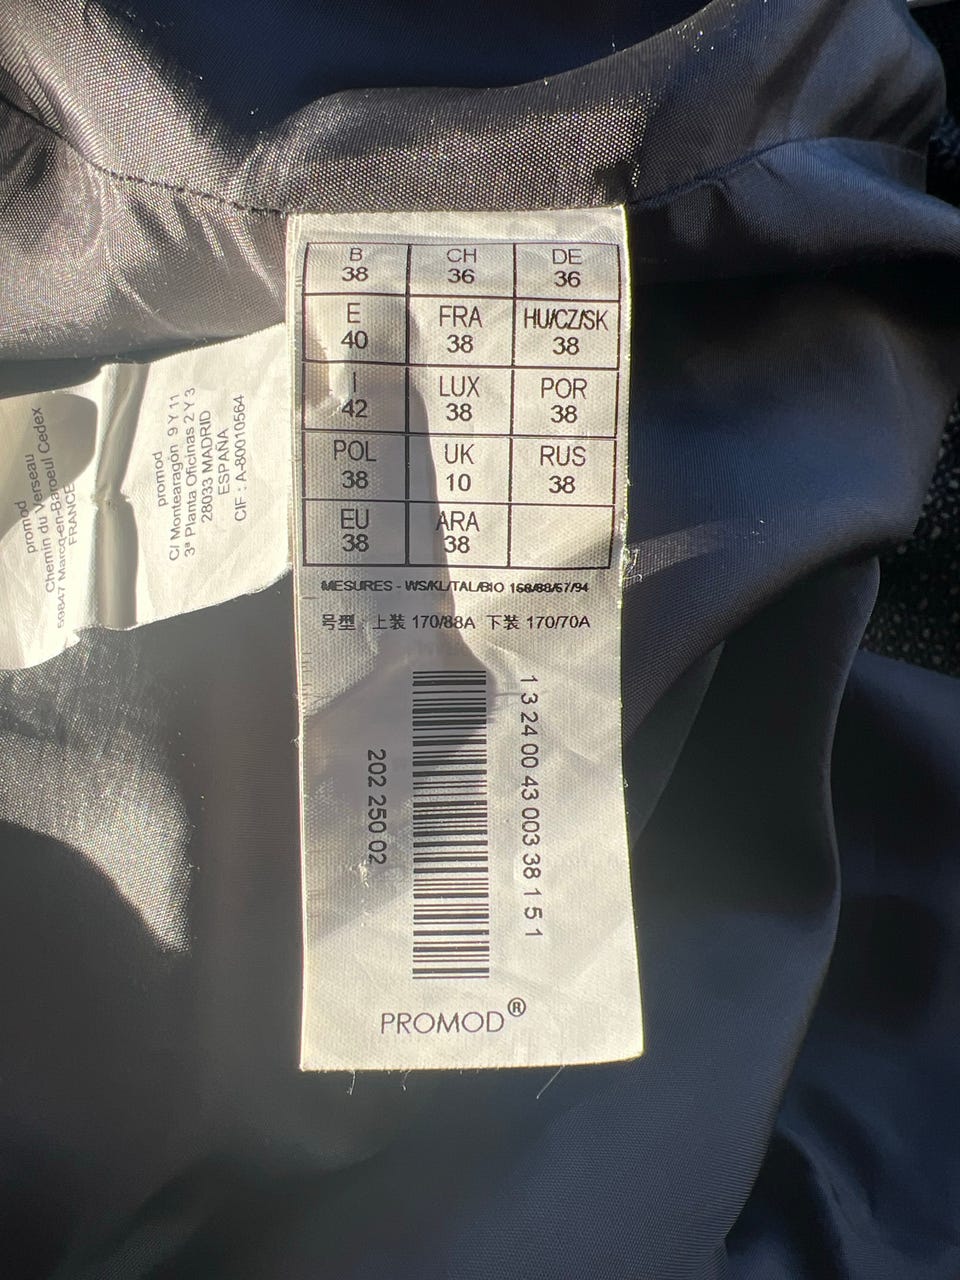 B CH DE
38 36 36
E FRA HU/CZ/SK
40 38 38
I LUX POR
42 38 38
POL UK RUS
38 10 38
EU ARA
38 38
MESURES - WS/KL/TAL/BIO 168/88/67/94
号型: 上装 170/88A 下装 170/70A
1 3 24 00 43 003 38 1 5 1
202 250 02
PROMOD®
promod
Chemin du Verseau
59847 Marcq-en-Baroeul Cedex
FRANCE
promod
C/ Montearagón 9 Y 11
3ª Planta Oficinas 2 Y 3
28033 MADRID
ESPAÑA
CIF : A-80010564